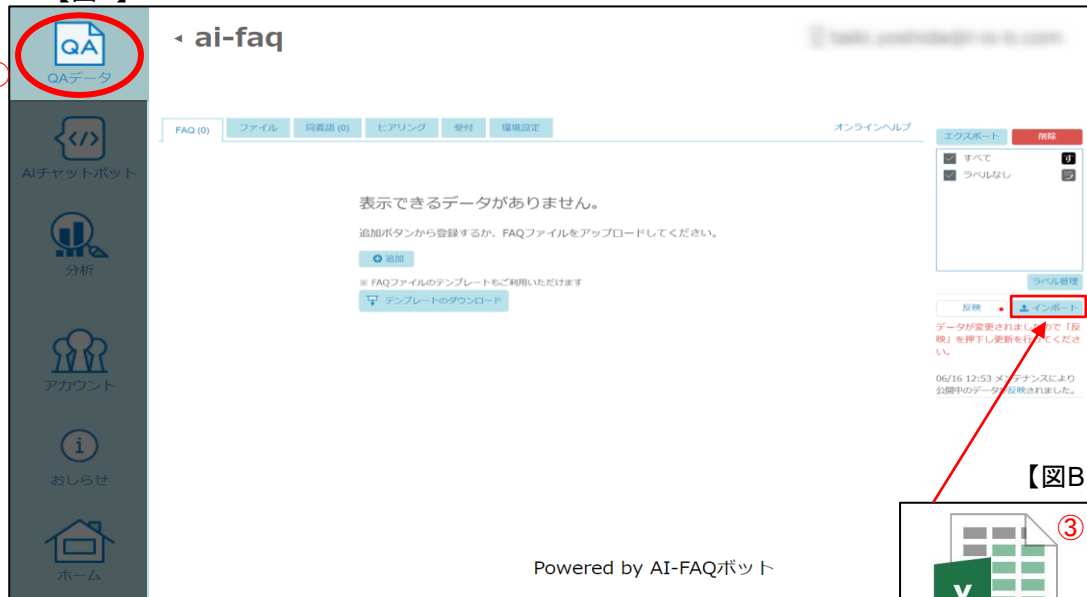 QA
QAデータ
AIチャットボット
分析
アカウント
おしらせ
ホーム
ai-faq
FAQ (0)
ファイル
同義語 (0)
ヒアリング
受付
環境設定
オンラインヘルプ
表示できるデータがありません。
追加ボタンから登録するか、FAQファイルをアップロードしてください。
追加
※ FAQファイルのテンプレートもご利用いただけます
テンプレートのダウンロード
エクスポート
削除
すべて
す
ラベルなし
ラ
ラベル管理
反映
インポート
データが変更されましたので「反
映」を押下し更新を行ってくださ
い。
06/16 12:53 メンテナンスにより
公開中のデータが反映されました。
【図B
③
X
Powered by AI-FAQボット